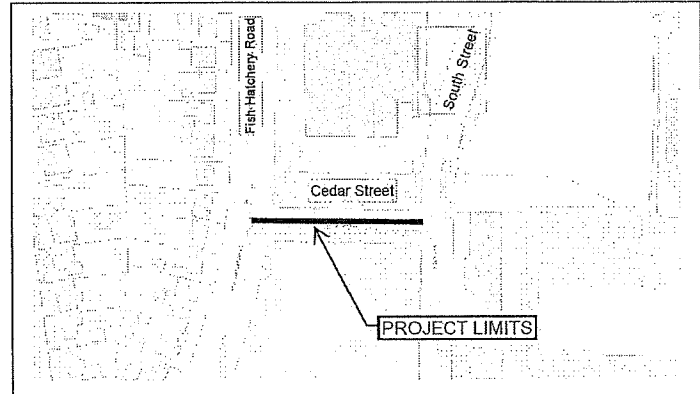 Fish Hatchery Road
South Street
Cedar Street
PROJECT LIMITS